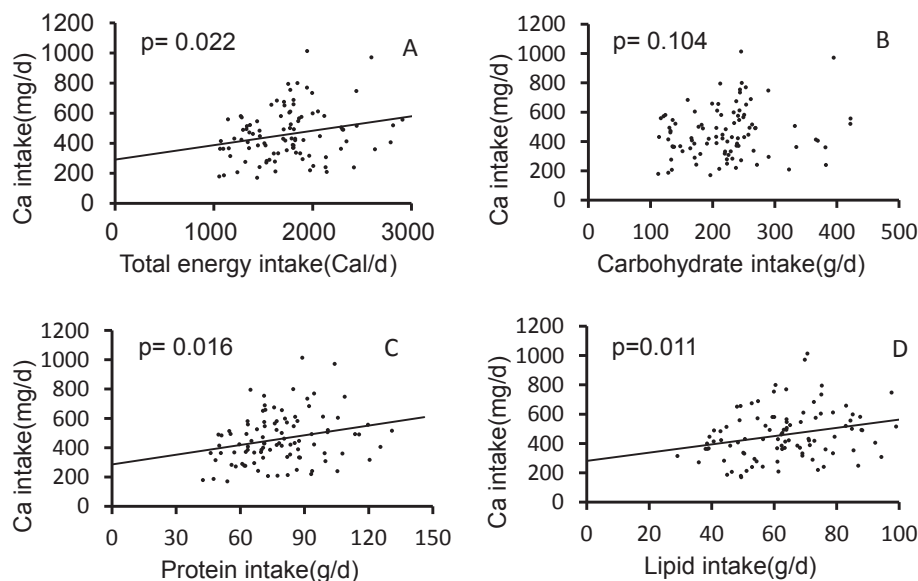 p= 0.022
A
Ca intake(mg/d)
1200
1000
800
600
400
200
0
0 1000 2000 3000
Total energy intake(Cal/d)
p= 0.104
B
Ca intake(mg/d)
1200
1000
800
600
400
200
0
0 100 200 300 400 500
Carbohydrate intake(g/d)
p= 0.016
C
Ca intake(mg/d)
1200
1000
800
600
400
200
0
0 30 60 90 120 150
Protein intake(g/d)
p=0.011
D
Ca intake(mg/d)
1200
1000
800
600
400
200
0
0 20 40 60 80 100
Lipid intake(g/d)